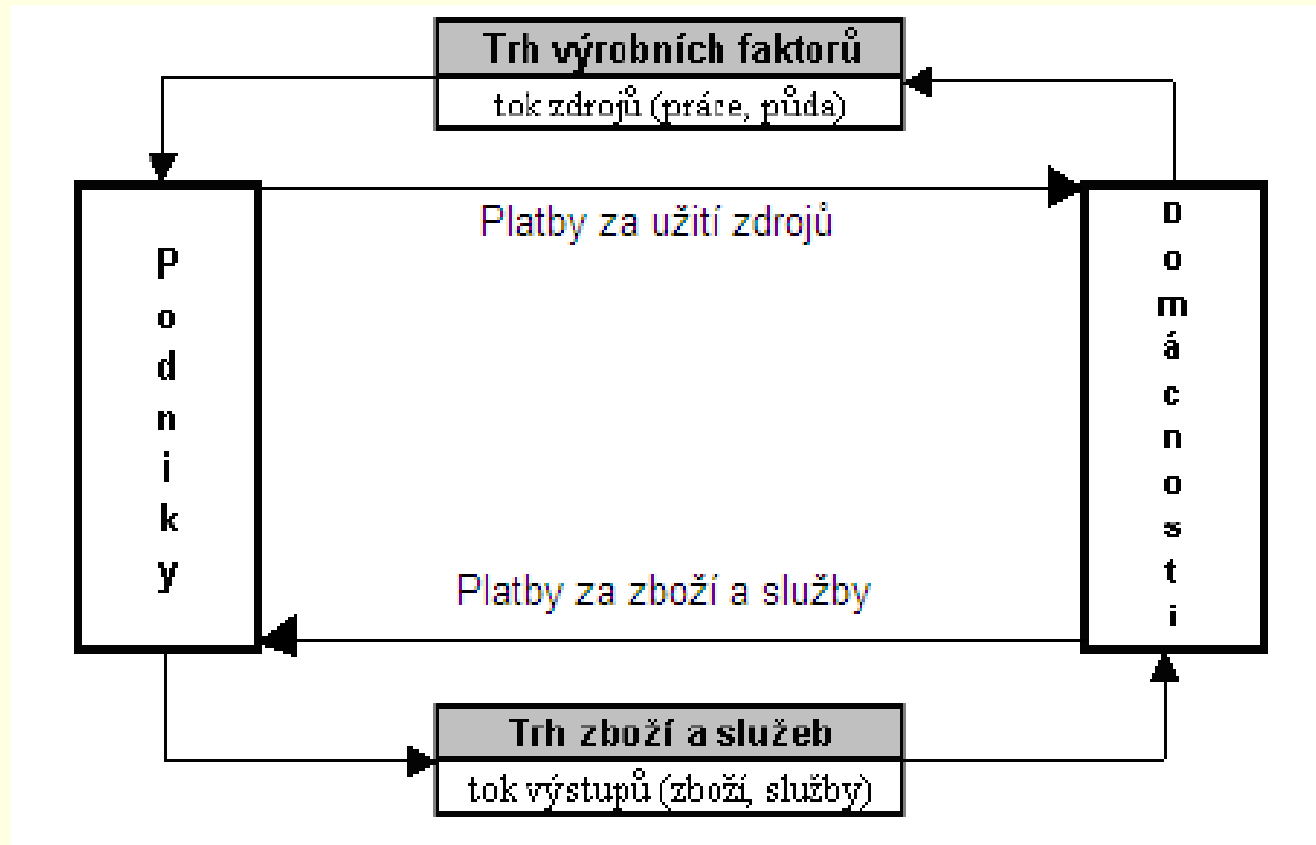 Trh výrobních faktorů
tok zdrojů (práce, půda)
Platby za užití zdrojů
Podniky
Domácnosti
Platby za zboží a služby
Trh zboží a služeb
tok výstupů (zboží, služby)